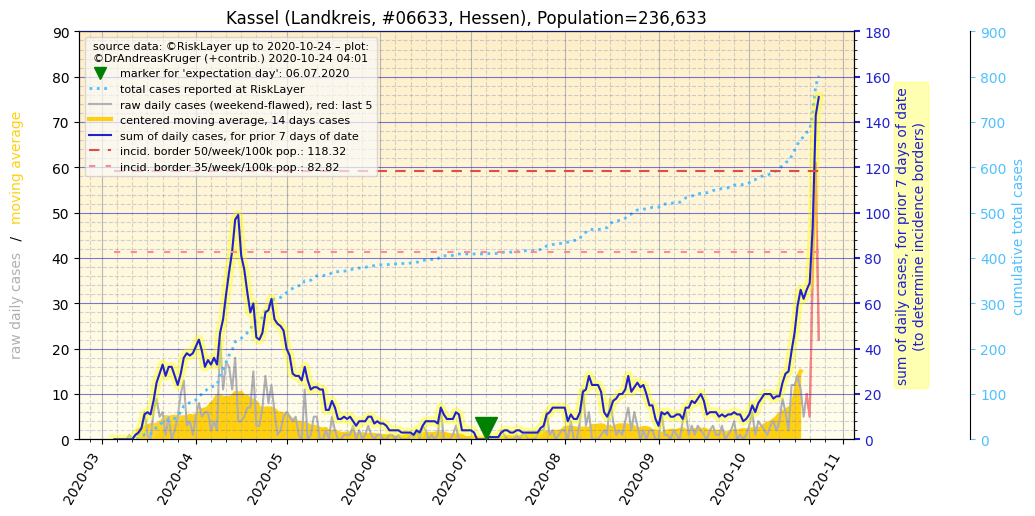 Kassel (Landkreis, #06633, Hessen), Population=236,633
source data: ©RiskLayer up to 2020-10-24 – plot:
©DrAndreasKruger (+contrib.) 2020-10-24 04:01
marker for 'expectation day': 06.07.2020
total cases reported at RiskLayer
raw daily cases (weekend-flawed), red: last 5
centered moving average, 14 days cases
sum of daily cases, for prior 7 days of date
incid. border 50/week/100k pop.: 118.32
incid. border 35/week/100k pop.: 82.82
raw daily cases / moving average
90
80
70
60
50
40
30
20
10
0
2020-03
2020-04
2020-05
2020-06
2020-07
2020-08
2020-09
2020-10
2020-11
180
160
140
120
100
80
60
40
20
0
sum of daily cases, for prior 7 days of date
(to determine incidence borders)
900
800
700
600
500
400
300
200
100
0
cumulative total cases